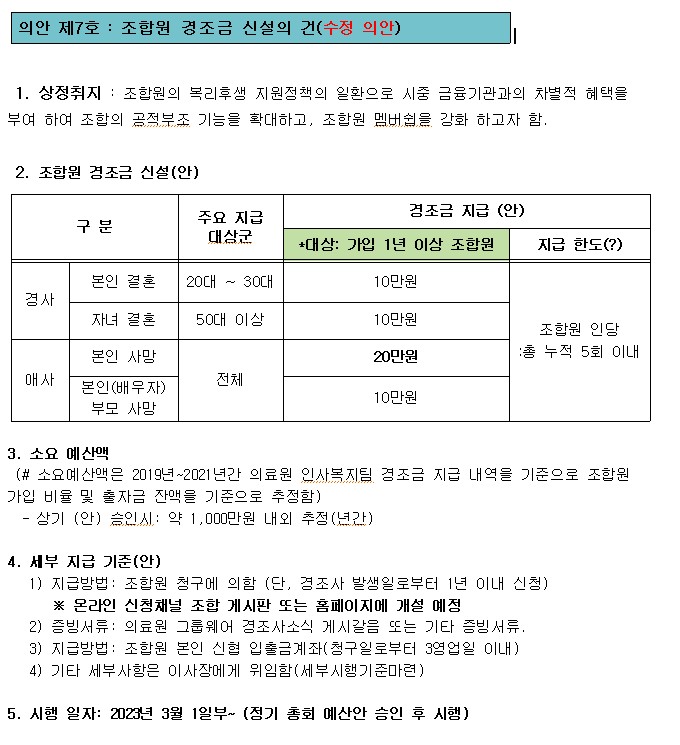 의안 제7호 : 조합원 경조금 신설의 건(수정 의안)
1. 상정취지 : 조합원의 복리후생 지원정책의 일환으로 시중 금융기관과의 차별적 혜택을
부여 하여 조합의 공적부조 기능을 확대하고, 조합원 멤버쉽을 강화 하고자 함.
2. 조합원 경조금 신설(안)
구 분
주요 지급
대상군
경조금 지급 (안)
*대상: 가입 1년 이상 조합원
지급 한도(?)
경사
본인 결혼
20대 ~ 30대
10만원
조합원 인당
:총 누적 5회 이내
자녀 결혼
50대 이상
10만원
애사
본인 사망
전체
20만원
본인(배우자)
부모 사망
10만원
3. 소요 예산액
(# 소요예산액은 2019년~2021년간 의료원 인사복지팀 경조금 지급 내역을 기준으로 조합원
가입 비율 및 출자금 잔액을 기준으로 추정함)
- 상기 (안) 승인시: 약 1,000만원 내외 추정(년간)
4. 세부 지급 기준(안)
1) 지급방법: 조합원 청구에 의함 (단, 경조사 발생일로부터 1년 이내 신청)
※ 온라인 신청채널 조합 게시판 또는 홈페이지에 개설 예정
2) 증빙서류: 의료원 그룹웨어 경조사소식 게시갈음 또는 기타 증빙서류.
3) 지급방법: 조합원 본인 신협 입출금계좌(청구일로부터 3영업일 이내)
4) 기타 세부사항은 이사장에게 위임함(세부시행기준마련)
5. 시행 일자: 2023년 3월 1일부~ (정기 총회 예산안 승인 후 시행)